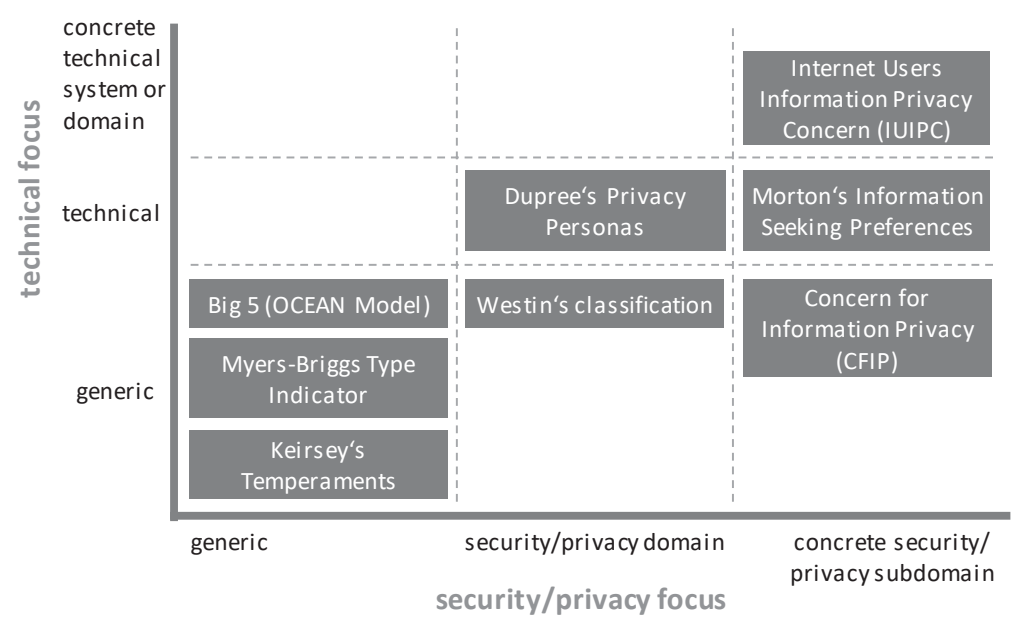 concrete
technical
system or
domain
technical focus
technical
generic
Internet Users
Information Privacy
Concern (IUIPC)
Dupree‘s Privacy
Personas
Morton‘s Information
Seeking Preferences
Big 5 (OCEAN Model)
Westin‘s classification
Concern for
Information Privacy
(CFIP)
Myers-Briggs Type
Indicator
Keirsey‘s
Temperaments
generic
security/privacy domain
concrete security/
privacy subdomain
security/privacy focus